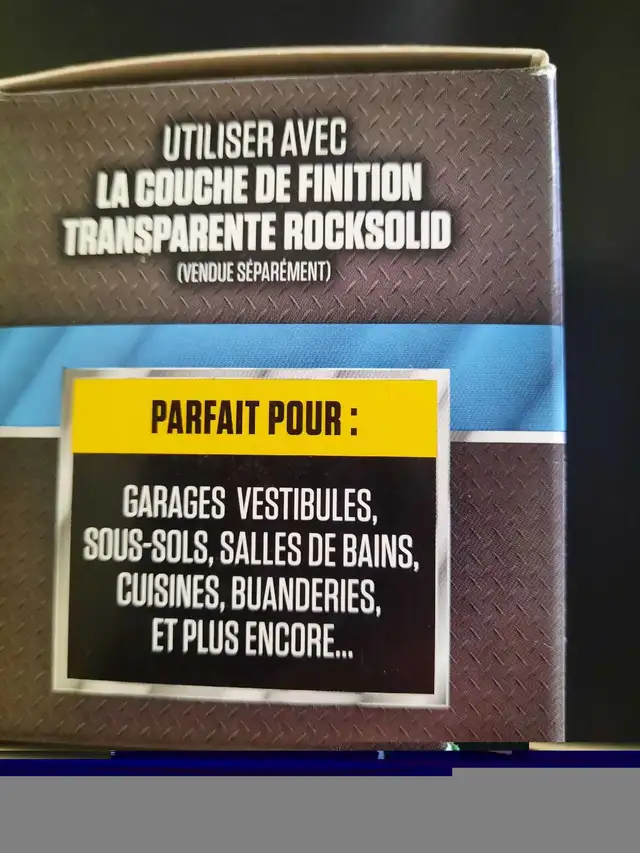 UTILISER AVEC
LA COUCHE DE FINITION
TRANSPARENTE ROCKSOLID
(VENDUE SÉPARÉMENT)
PARFAIT POUR :
GARAGES VESTIBULES,
SOUS-SOLS, SALLES DE BAINS,
CUISINES, BUANDERIES,
ET PLUS ENCORE...